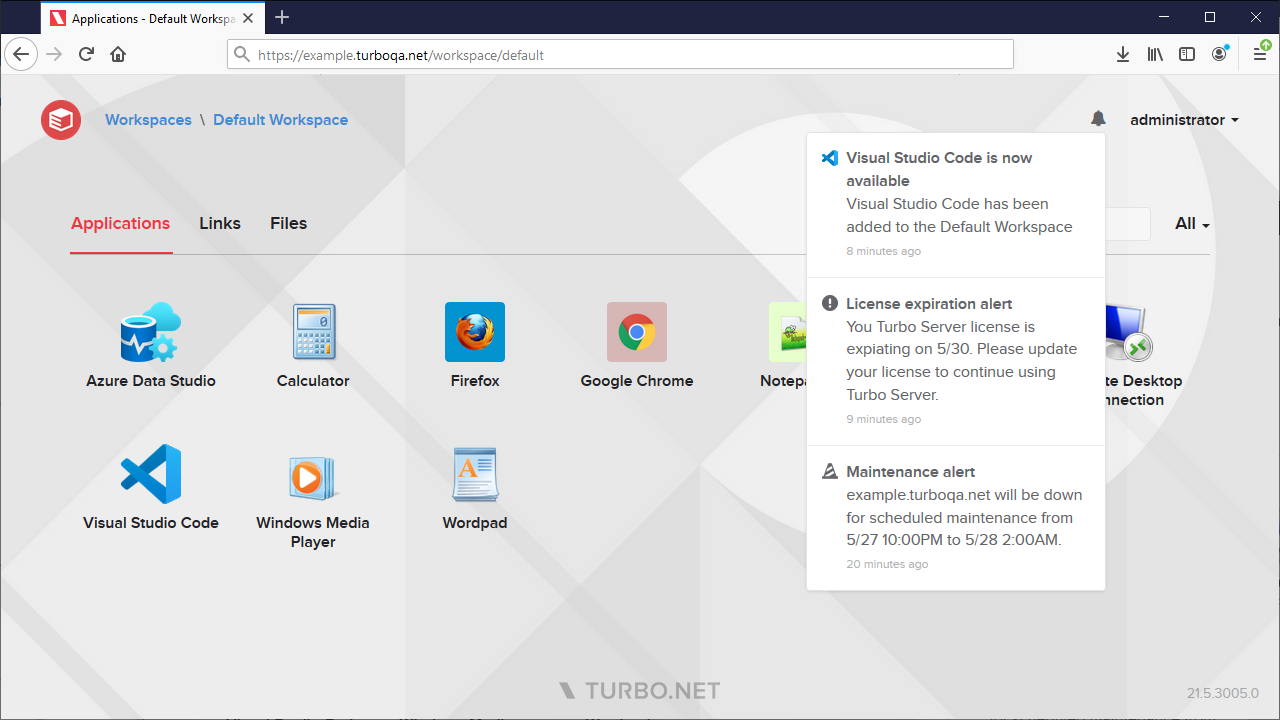 Applications - Default Workspa
https://example.turboqa.net/workspace/default
Workspaces \ Default Workspace
administrator
Applications Links Files
All
Visual Studio Code is now
available
Visual Studio Code has been
added to the Default Workspace
8 minutes ago
License expiration alert
You Turbo Server license is
expiating on 5/30. Please update
your license to continue using
Turbo Server.
9 minutes ago
Maintenance alert
example.turboqa.net will be down
for scheduled maintenance from
5/27 10:00PM to 5/28 2:00AM.
20 minutes ago
Azure Data Studio
Calculator
Firefox
Google Chrome
Notepa
te Desktop
nnection
Visual Studio Code
Windows Media
Player
Wordpad
TURBO.NET
21.5.3005.0